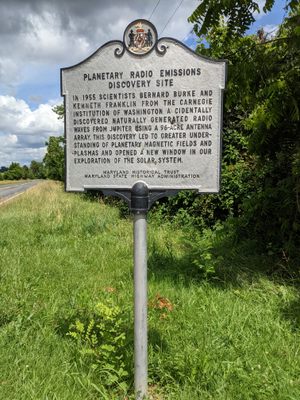 PLANETARY RADIO EMISSIONS
DISCOVERY SITE
IN 1955 SCIENTISTS BERNARD BURKE AND
KENNETH FRANKLIN FROM THE CARNEGIE
INSTITUTION OF WASHINGTON A CIDENTALLY
DISCOVERED NATURALLY GENERATED RADIO
WAVES FROM JUPITER USING A 96-ACRE ANTENNA
ARRAY. THIS DISCOVERY LED TO GREATER UNDER-
STANDING OF PLANETARY MAGNETIC FIELDS AND
PLASMAS AND OPENED A NEW WINDOW IN OUR
EXPLORATION OF THE SOLAR SYSTEM.
MARYLAND HISTORICAL TRUST
MARYLAND STATE HIGHWAY ADMINISTRATION